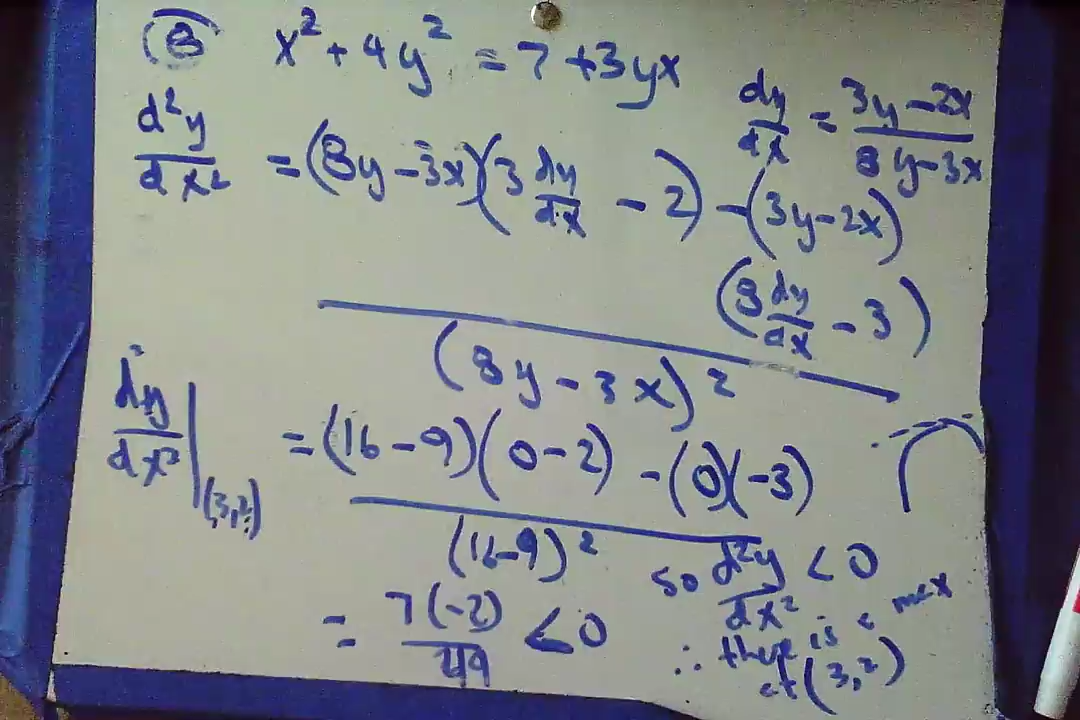 (8) x² + 4y² = 7 + 3yx
dy/dx = (3y - 2x)/(8y - 3x)
d²y/dx² = (8y - 3x)(3 dy/dx - 2) - (3y - 2x)
(8 dy/dx - 3)
(8y - 3x)²
d²y/dx² |(3,2) = (16 - 9)(0 - 2) - (0)(-3)
(16 - 9)²
= 7(-2)/49 < 0
so d²y/dx² < 0
∴ there is a max
at (3,2)